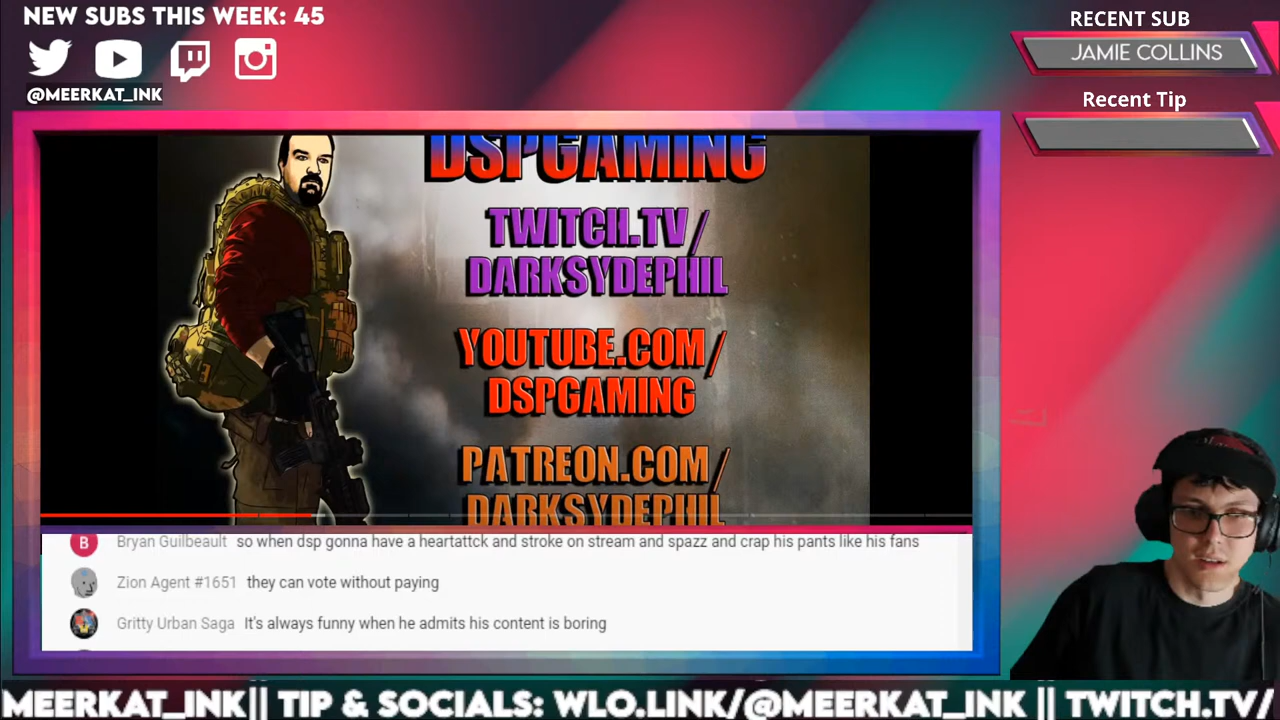 NEW SUBS THIS WEEK: 45
@MEERKAT_INK
RECENT SUB
JAMIE COLLINS
Recent Tip
DSPGAMING
TWITCH.TV/
DARKSYDEPHIL
YOUTUBE.COM/
DSPGAMING
PATREON.COM/
DARKSYDEPHIL
B Bryan Guilbeault so when dsp gonna have a heartattck and stroke on stream and spazz and crap his pants like his fans
Zion Agent #1651 they can vote without paying
Gritty Urban Saga It's always funny when he admits his content is boring
MEERKAT_INK|| TIP & SOCIALS: WLO.LINK/@MEERKAT_INK || TWITCH.TV/